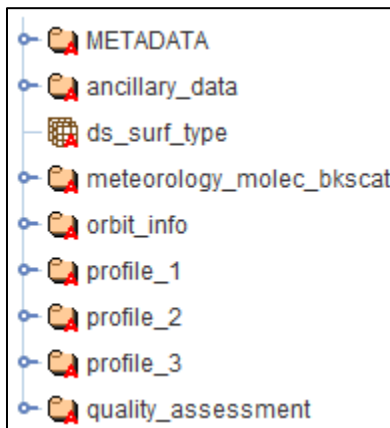 METADATA
ancillary_data
ds_surf_type
meteorology_molec_bkscat
orbit_info
profile_1
profile_2
profile_3
quality_assessment